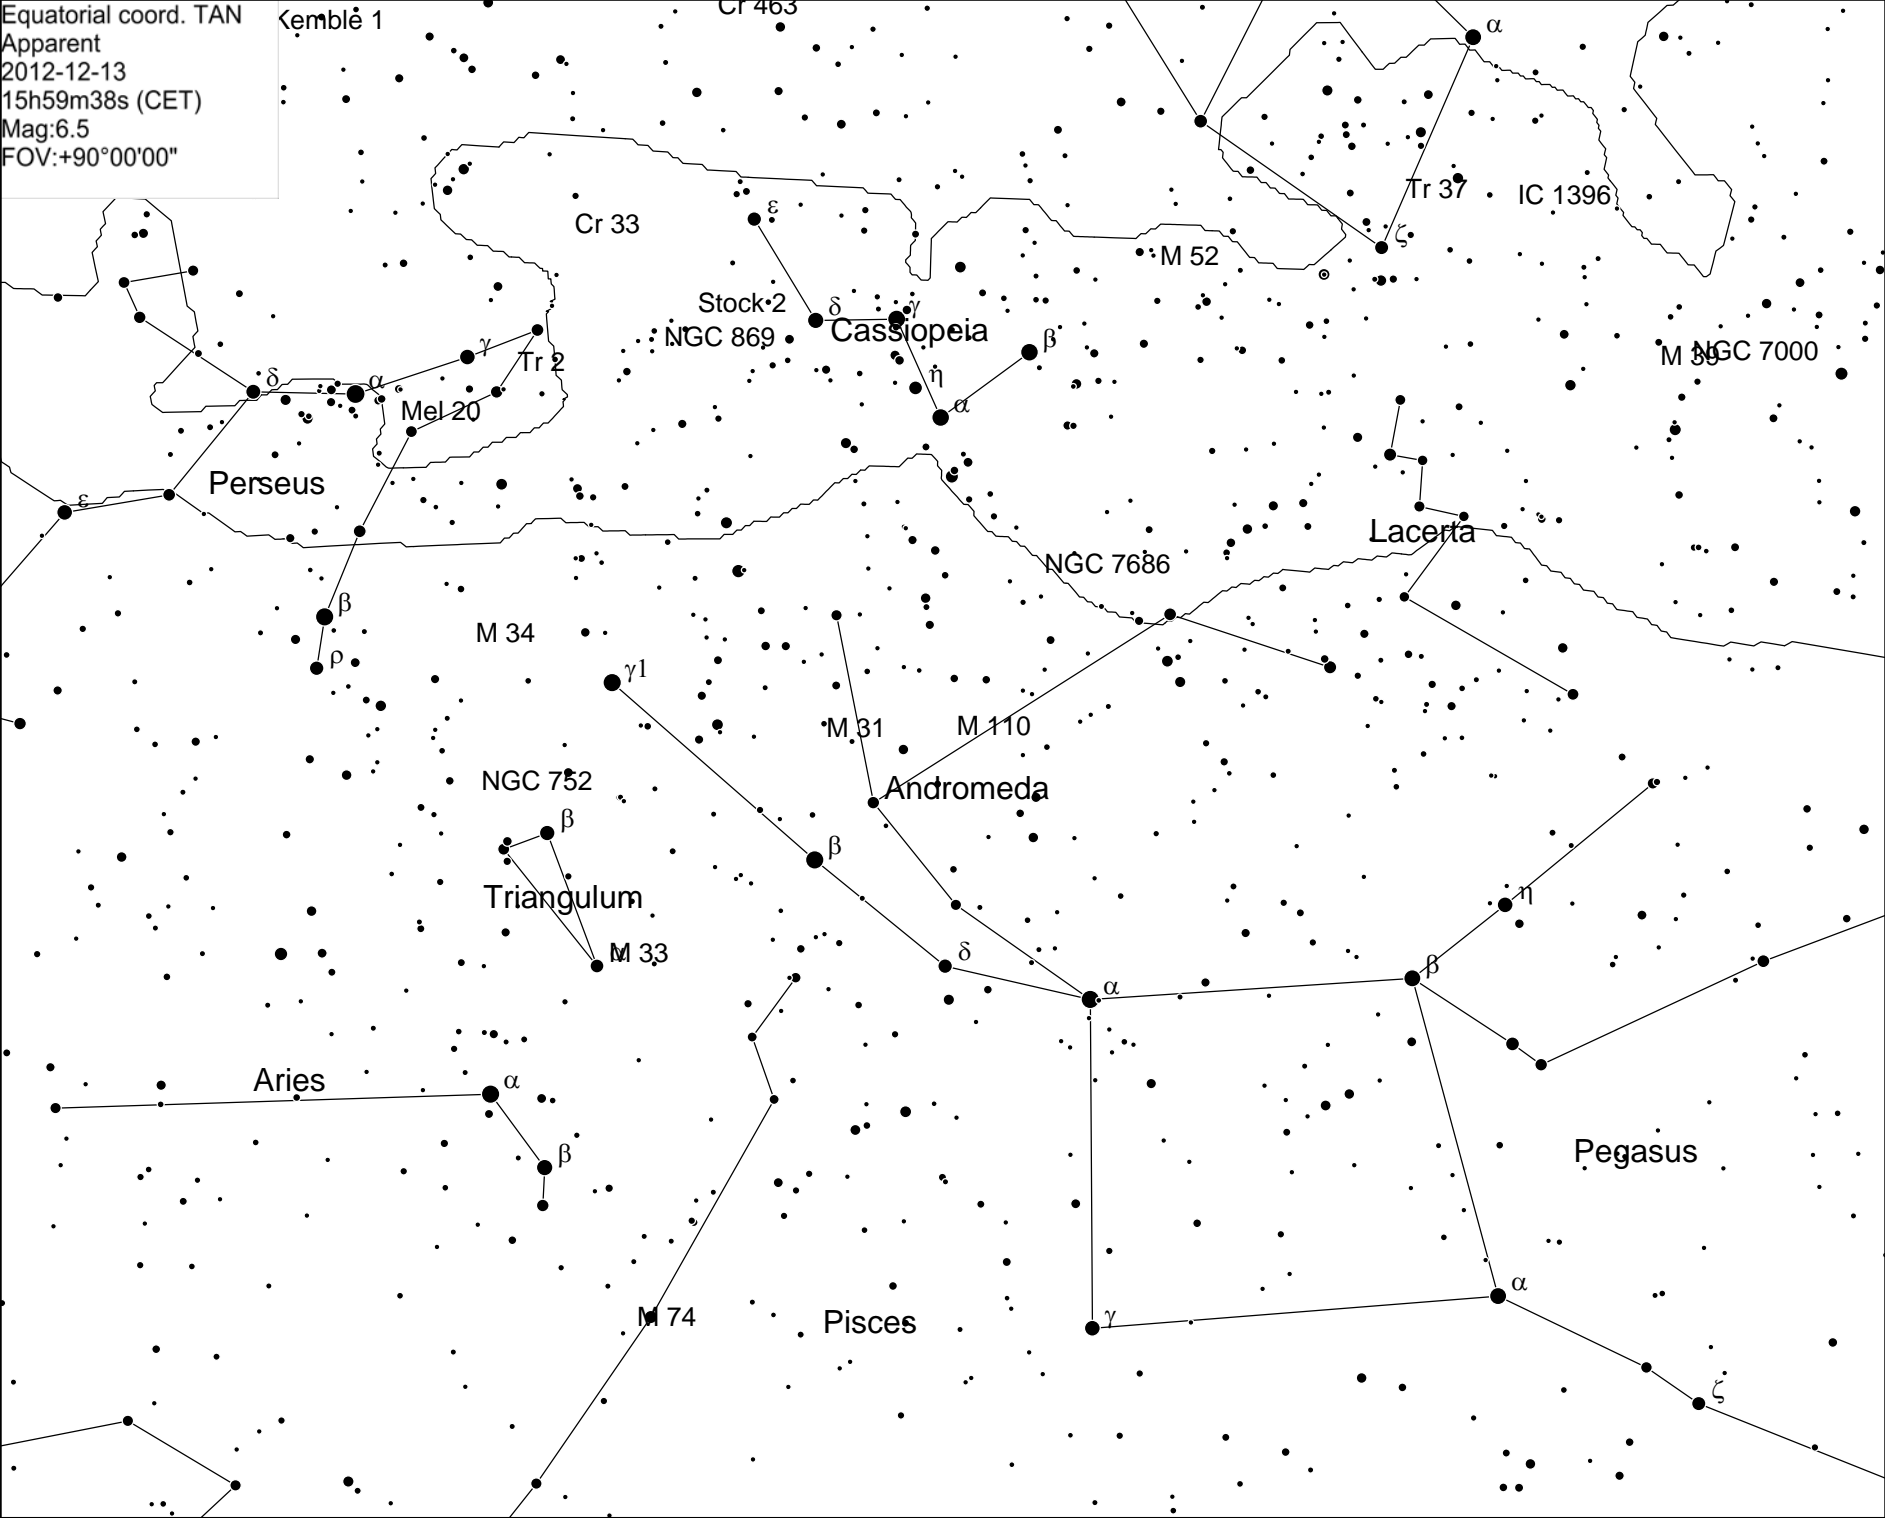 Equatorial coord. TAN
Apparent
2012-12-13
15h59m38s (CET)
Mag:6.5
FOV:+90°00'00"
Kemble 1
Cr 463
α
Tr 37
IC 1396
ζ
ε
Cr 33
M 52
Stock 2
δ
γ
NGC 869
Cassiopeia
β
M 39
NGC 7000
γ
Tr 2
δ
α
η
α
Mel 20
Perseus
ε
Lacerta
NGC 7686
β
M 34
ρ
γ1
M 31
M 110
NGC 752
Andromeda
β
β
Triangulum
η
α
M 33
δ
β
α
Aries
α
β
Pegasus
α
M 74
Pisces
γ
ζ